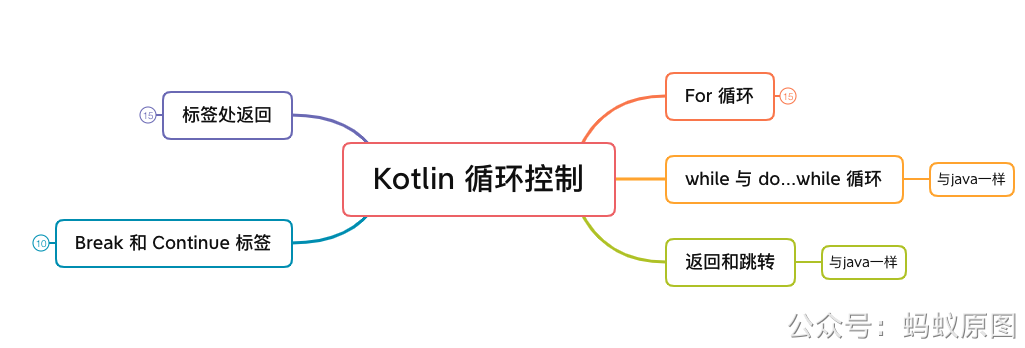 Kotlin 循环控制
For 循环
15
while 与 do...while 循环
与java一样
返回和跳转
与java一样
标签处返回
15
Break 和 Continue 标签
10
公众号：蚂蚁原图